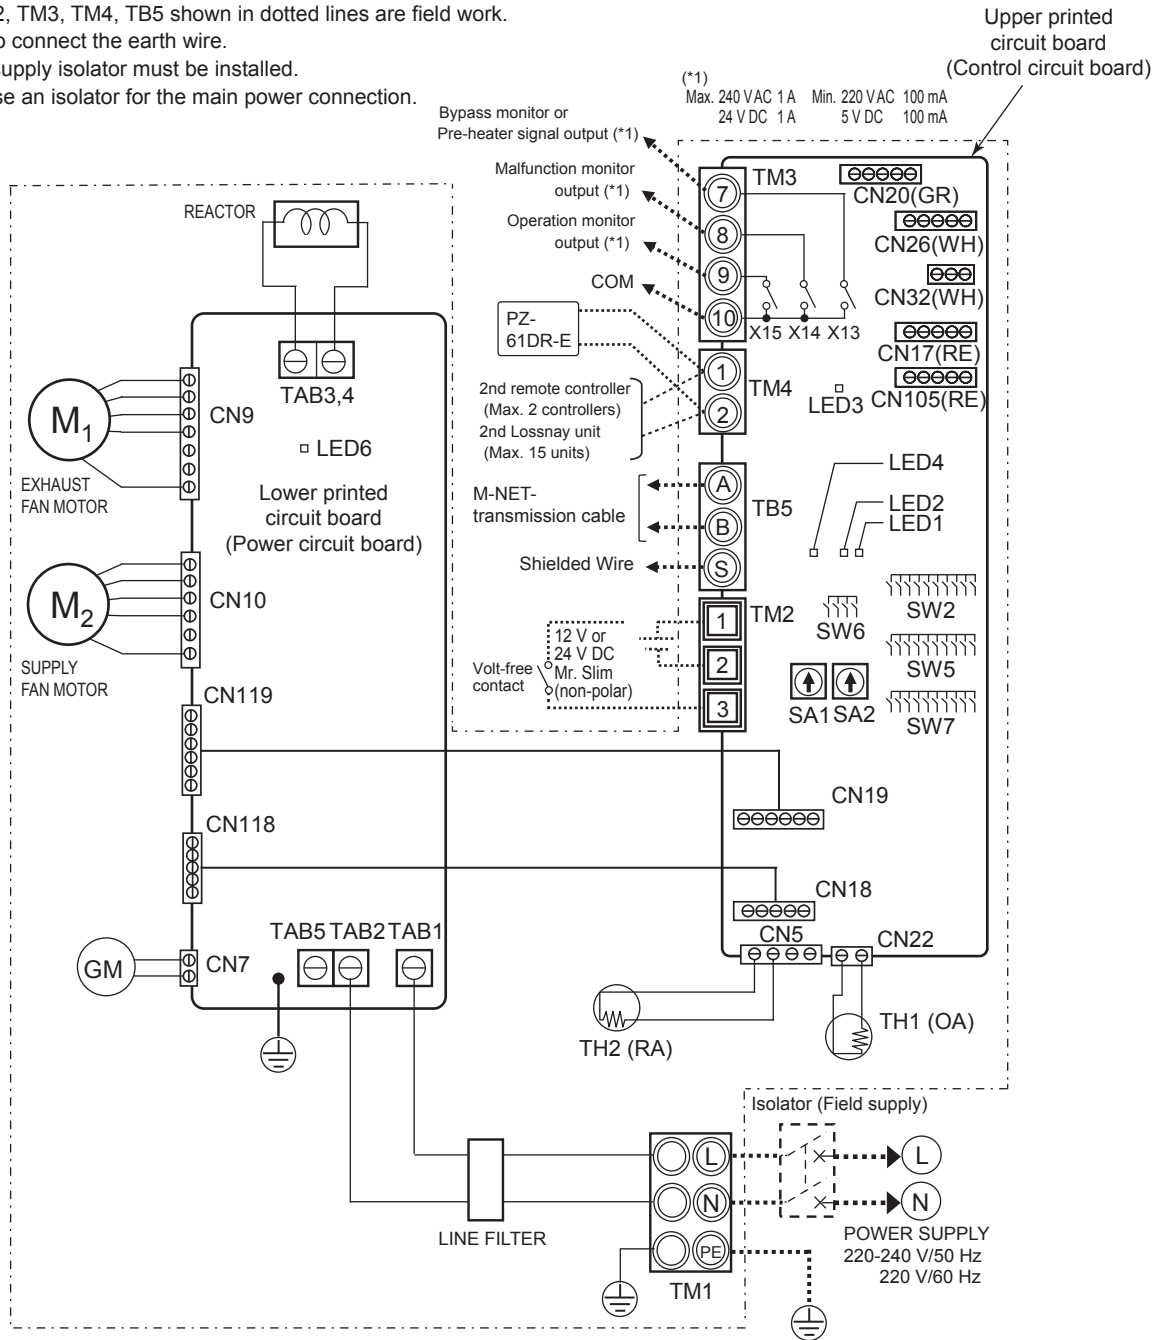 2, TM3, TM4, TB5 shown in dotted lines are field work.
o connect the earth wire.
supply isolator must be installed.
se an isolator for the main power connection.
Upper printed
circuit board
(Control circuit board)
(*1)
Max. 240 VAC 1 A Min. 220 VAC 100 mA
24 V DC 1 A 5 V DC 100 mA
Bypass monitor or
Pre-heater signal output (*1)
Malfunction monitor
output (*1)
Operation monitor
output (*1)
COM
PZ-
61DR-E
2nd remote controller
(Max. 2 controllers)
2nd Lossnay unit
(Max. 15 units)
M-NET-
transmission cable
Shielded Wire
12 V or
24 V DC
Mr. Slim
(non-polar)
Volt-free
contact
7
8
9
10
TM3
X15 X14 X13
1
2
TM4
A
B
S
TB5
1
2
3
TM2
CN20(GR)
CN26(WH)
CN32(WH)
CN17(RE)
CN105(RE)
LED3
LED4
LED2
LED1
SW2
SW6
SW5
SA1 SA2
SW7
CN19
CN18
CN5
CN22
TH2 (RA)
TH1 (OA)
REACTOR
TAB3,4
CN9
M1
EXHAUST
FAN MOTOR
LED6
Lower printed
circuit board
(Power circuit board)
CN10
M2
SUPPLY
FAN MOTOR
CN119
CN118
TAB5 TAB2 TAB1
GM
CN7
LINE FILTER
L
N
PE
TM1
Isolator (Field supply)
L
N
POWER SUPPLY
220-240 V/50 Hz
220 V/60 Hz